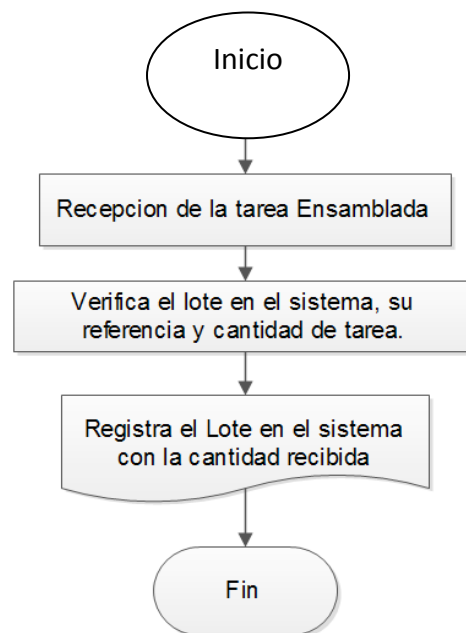 Inicio
Recepcion de la tarea Ensamblada
Verifica el lote en el sistema, su
referencia y cantidad de tarea.
Registra el Lote en el sistema
con la cantidad recibida
Fin